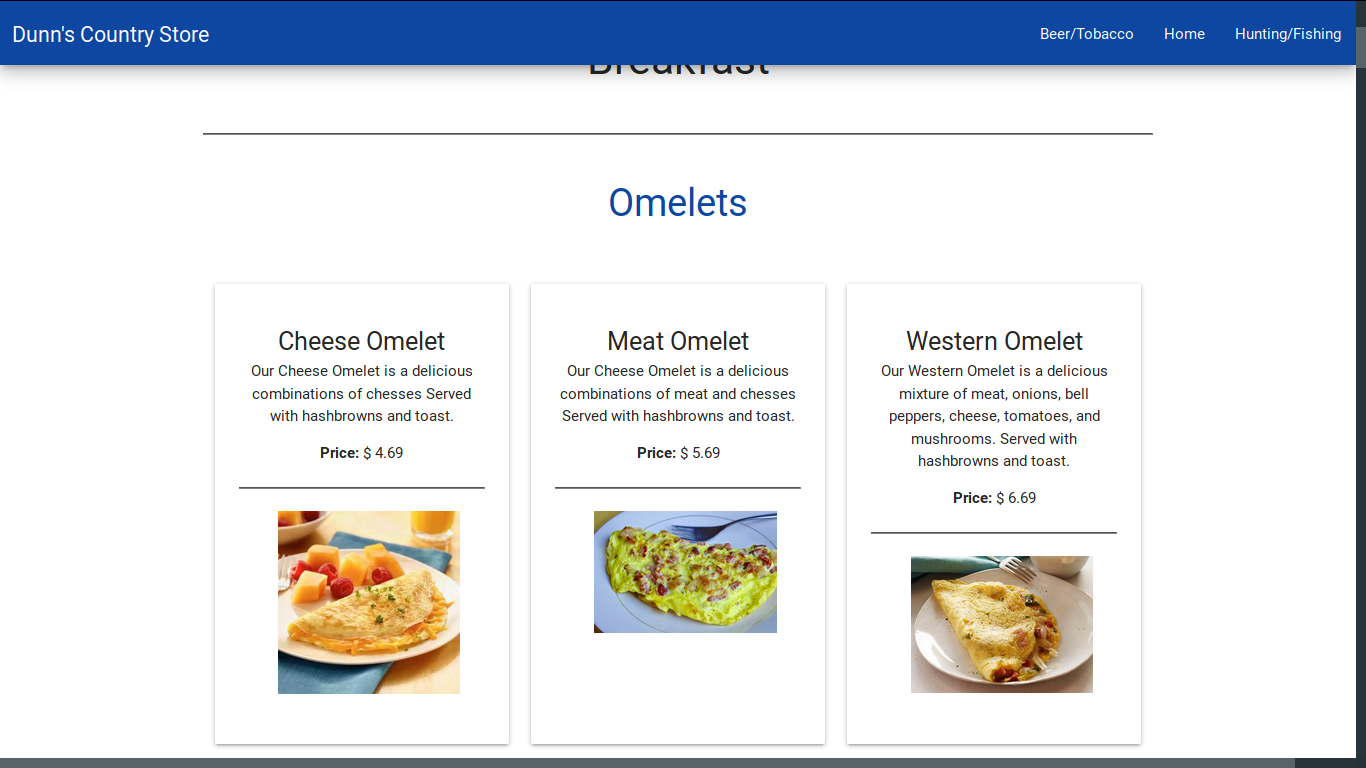 Dunn's Country Store
Beer/Tobacco Home Hunting/Fishing
Breakfast
Omelets
Cheese Omelet
Our Cheese Omelet is a delicious
combinations of chesses Served
with hashbrowns and toast.
Price: $ 4.69
Meat Omelet
Our Cheese Omelet is a delicious
combinations of meat and chesses
Served with hashbrowns and toast.
Price: $ 5.69
Western Omelet
Our Western Omelet is a delicious
mixture of meat, onions, bell
peppers, cheese, tomatoes, and
mushrooms. Served with
hashbrowns and toast.
Price: $ 6.69